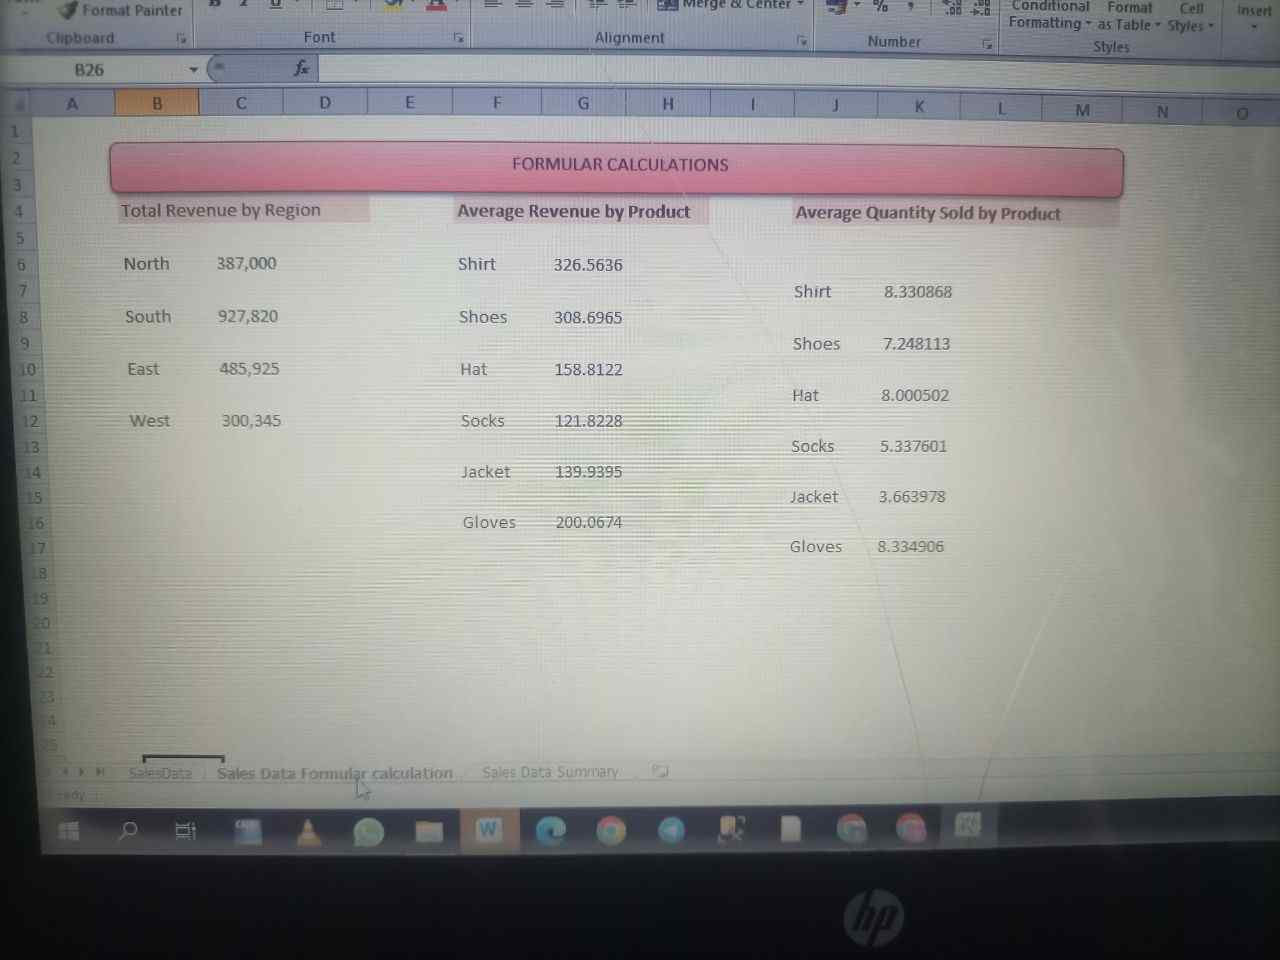 Format Painter
Merge & Center
%
Conditional Format Cell
Formatting as Table Styles
Insert
Clipboard Font Alignment Number Styles
B26 fx
A B C D E F G H I J K L M N O
1
2 FORMULAR CALCULATIONS
3
4 Total Revenue by Region Average Revenue by Product Average Quantity Sold by Product
5
6 North 387,000 Shirt 326.5636
7 Shirt 8.330868
8 South 927,820 Shoes 308.6965
9 Shoes 7.248113
10 East 485,925 Hat 158.8122
11 Hat 8.000502
12 West 300,345 Socks 121.8228
13 Socks 5.337601
14 Jacket 139.9395
15 Jacket 3.663978
16 Gloves 200.0674
17 Gloves 8.334906
18
19
20
21
22
23
SalesData Sales Data Formular calculation Sales Data Summary
W
hp